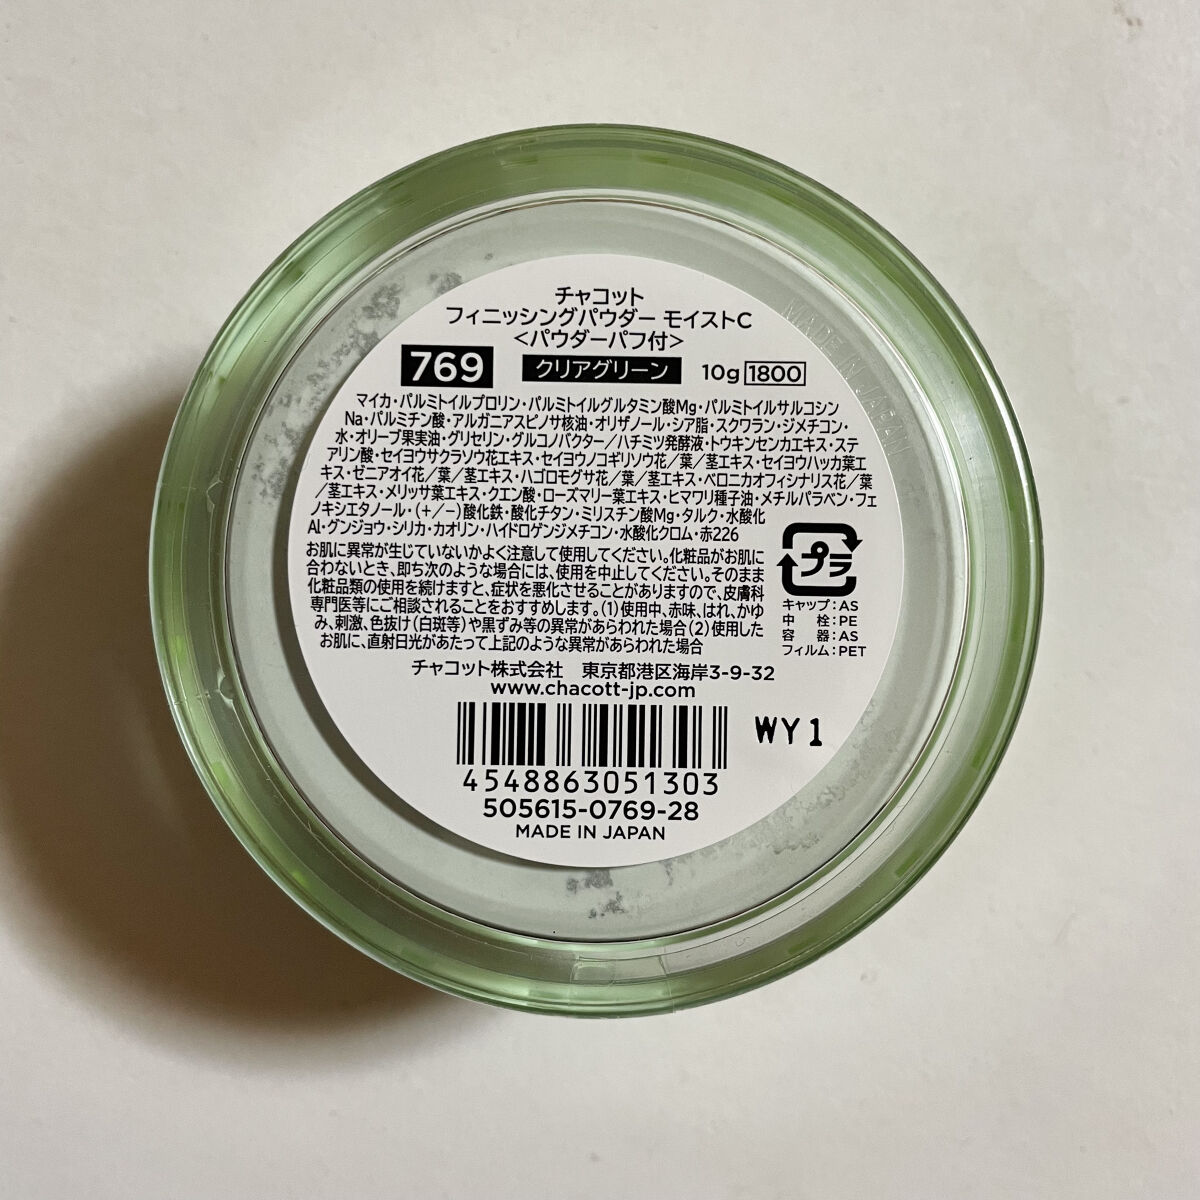 チャコット
フィニッシングパウダー モイストC
<パウダーパフ付>
769 クリアグリーン 10g 1800
マイカ・パルミトイルプロリン・パルミトイルグルタミン酸Mg・パルミトイルサルコシン
Na・パルミチン酸・アルガニアスピノサ核油・オリザノール・シア脂・スクワラン・ジメチコン・
水・オリーブ果実油・グリセリン・グルコノバクター/ハチミツ発酵液・トウキンセンカエキス・ステ
アリン酸・セイヨウサクラソウ花エキス・セイヨウノコギリソウ花/葉/茎エキス・セイヨウハッカ葉エ
キス・ゼニアオイ花/葉/茎エキス・ハゴロモグサ花/葉/茎エキス・ベロニカオフィシナリス花/葉
/茎エキス・メリッサ葉エキス・クエン酸・ローズマリー葉エキス・ヒマワリ種子油・メチルパラベン・フェ
ノキシエタノール・(+/−)酸化鉄・酸化チタン・ミリスチン酸Mg・タルク・水酸化
Al・グンジョウ・シリカ・カオリン・ハイドロゲンジメチコン・水酸化クロム・赤226
お肌に異常が生じていないかよく注意して使用してください。化粧品がお肌に
合わないとき、即ち次のような場合には、使用を中止してください。そのまま
化粧品類の使用を続けますと、症状を悪化させることがありますので、皮膚科
専門医等にご相談されることをおすすめします。(1)使用中、赤味、はれ、かゆ
み、刺激、色抜け(白斑等)や黒ずみ等の異常があらわれた場合(2)使用した
お肌に、直射日光があたって上記のような異常があらわれた場合
プラ
キャップ:AS
中 栓:PE
容 器:AS
フィルム:PET
チャコット株式会社 東京都港区海岸3-9-32
www.chacott-jp.com
WY1
4548863051303
505615-0769-28
MADE IN JAPAN
MADE IN JAPAN